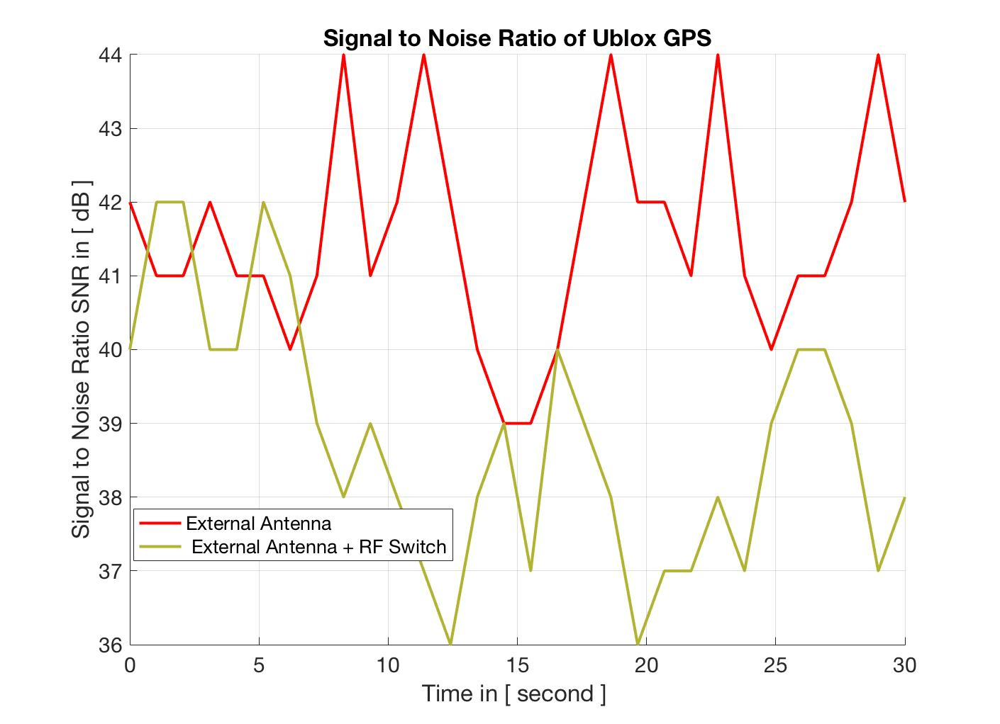 Signal to Noise Ratio of Ublox GPS
44
43
42
41
40
39
38
37
36
Signal to Noise Ratio SNR in [ dB ]
External Antenna
External Antenna + RF Switch
0 5 10 15 20 25 30
Time in [ second ]